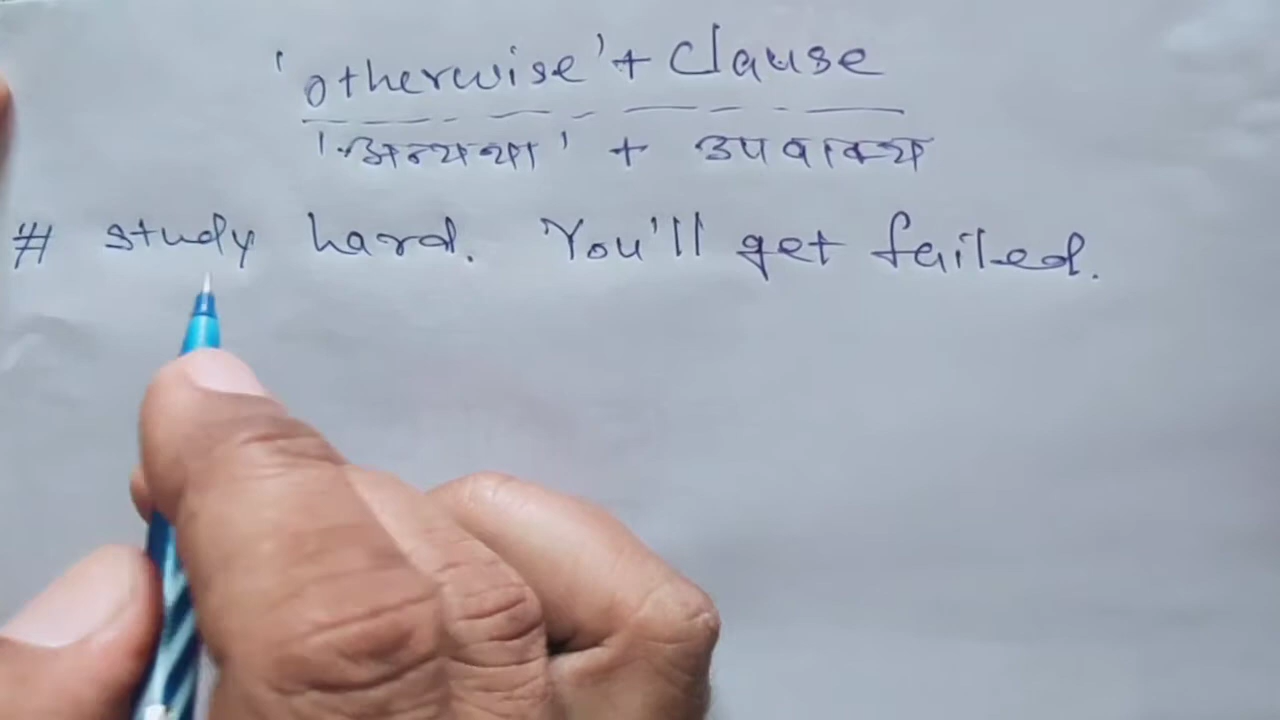 'otherwise' + Clause
'अन्यथा' + उपवाक्य
# study hard. You'll get failed.